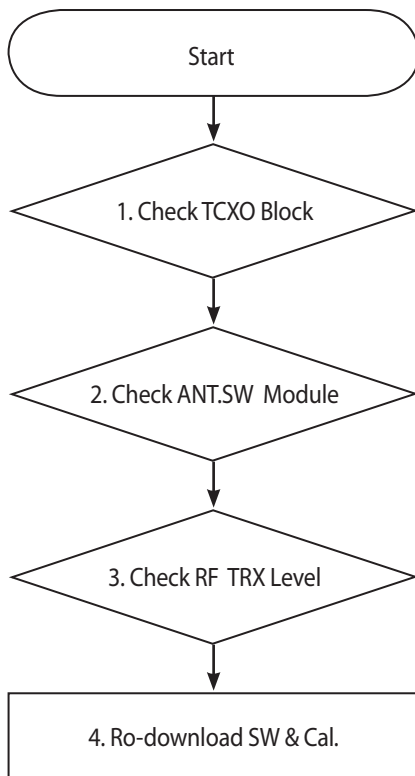 Start
1. Check TCXO Block
2. Check ANT.SW Module
3. Check RF TRX Level
4. Ro-download SW & Cal.